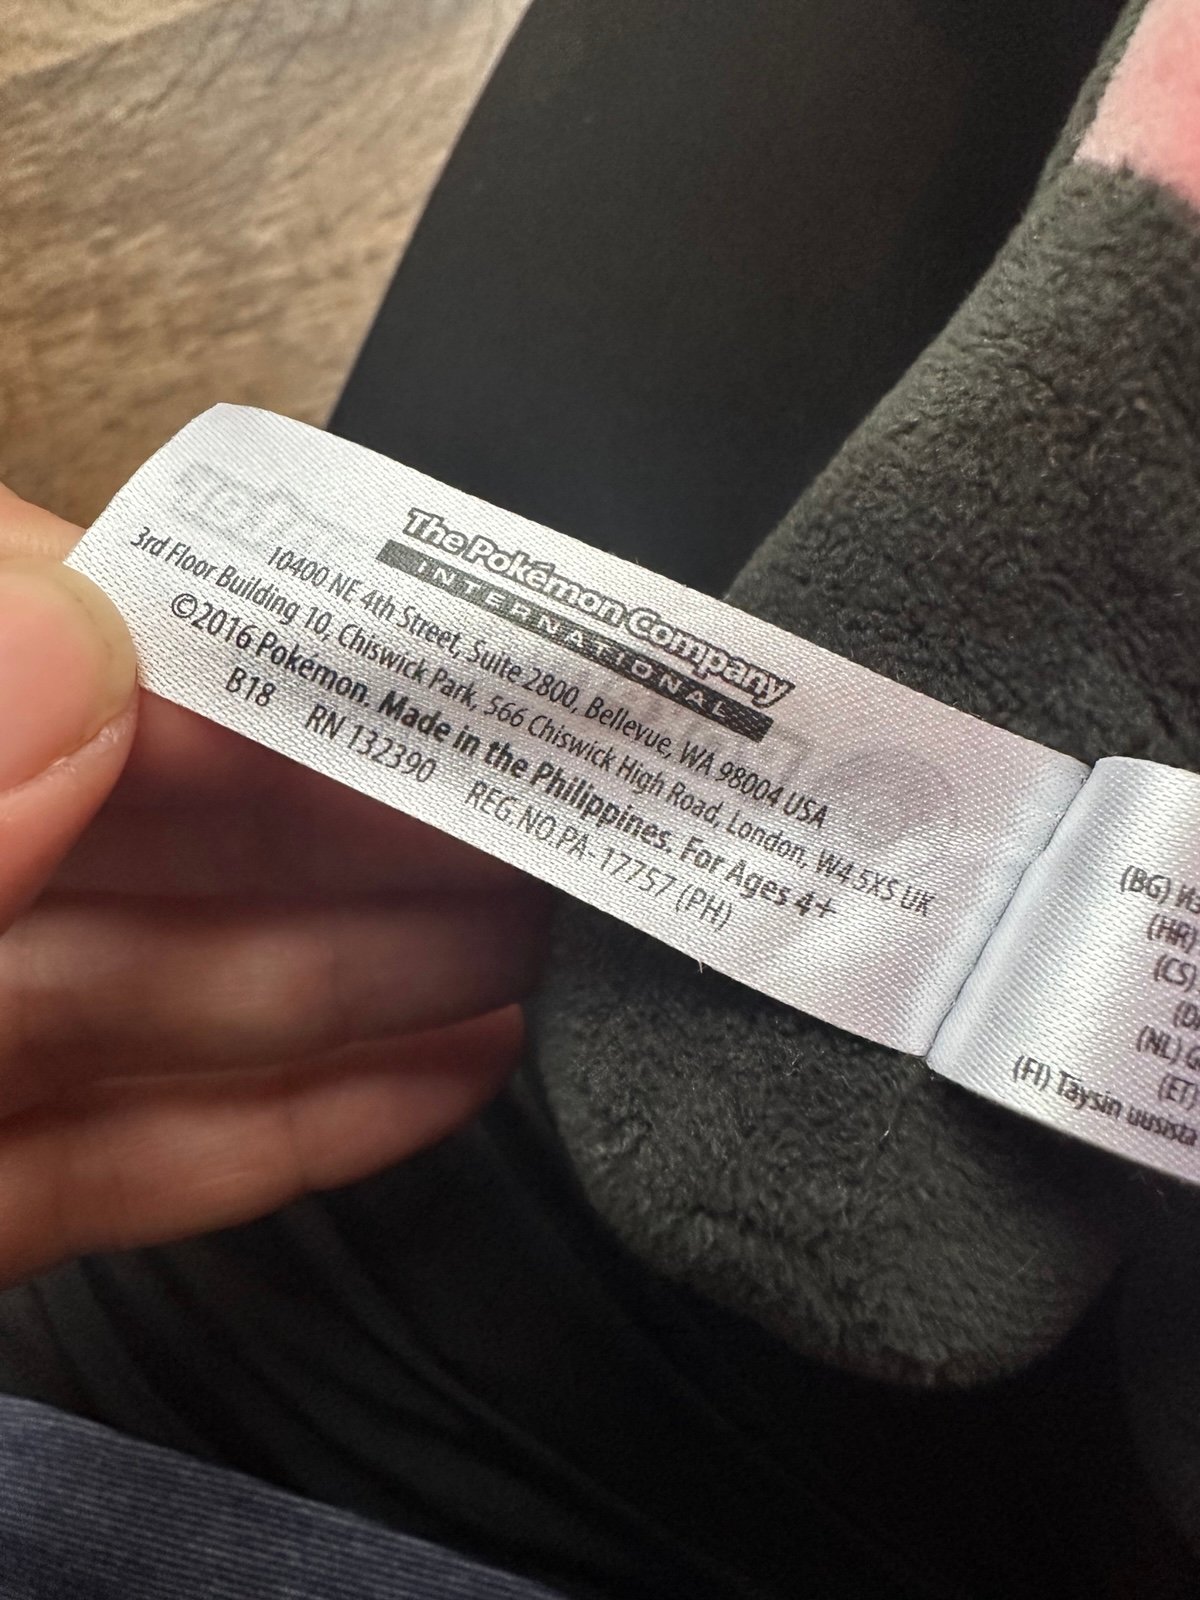 The Pokémon Company
INTERNATIONAL
10400 NE 4th Street, Suite 2800, Bellevue, WA 98004 USA
3rd Floor Building 10, Chiswick Park, 566 Chiswick High Road, London, W4 5XS UK
©2016 Pokémon. Made in the Philippines. For Ages 4+
B18 RN 132390 REG.NO.PA-17757 (PH)
(BG)
(HR)
(CS)
(NL)
(ET)
(FI) Täysin uusista